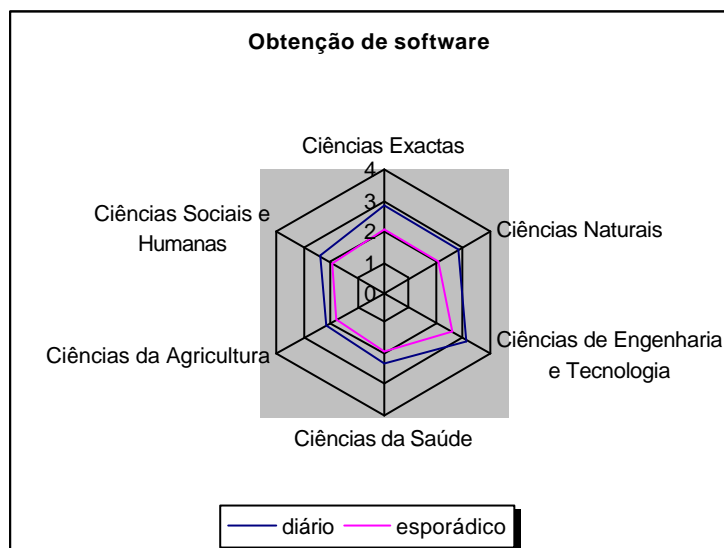 Obtenção de software
Ciências Exactas
4
3
2
1
0
Ciências Naturais
Ciências de Engenharia
e Tecnologia
Ciências da Saúde
Ciências da Agricultura
Ciências Sociais e
Humanas
diário
esporádico